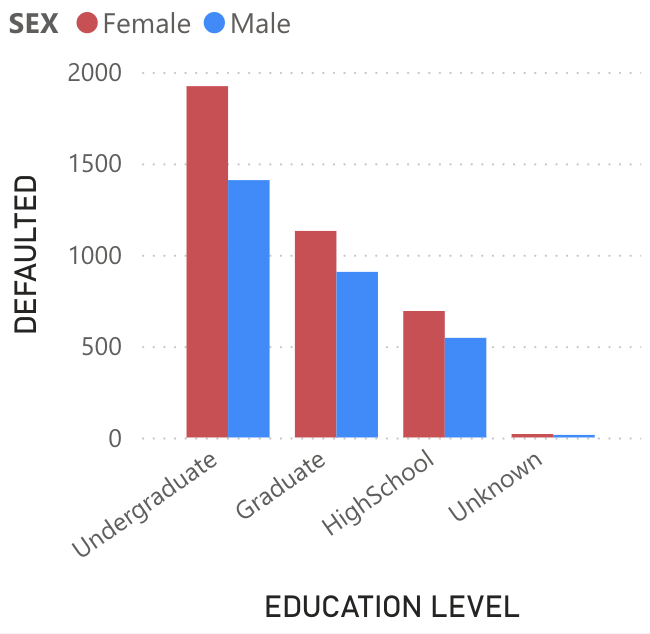 SEX Female Male
2000
1500
1000
500
0
DEFAULTED
Undergraduate
Graduate
HighSchool
Unknown
EDUCATION LEVEL